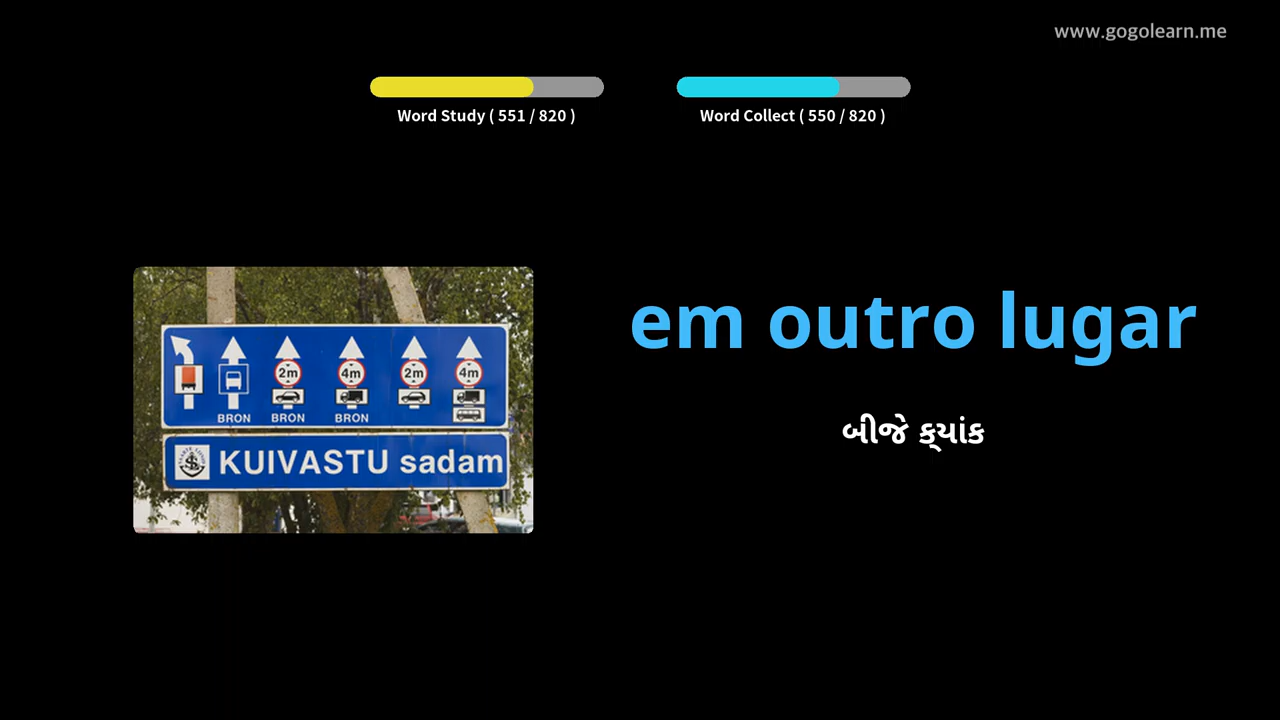 www.gogolearn.me
Word Study ( 551 / 820 )
Word Collect ( 550 / 820 )
2m 4m 2m 4m
BRON BRON BRON
KUIVASTU sadam
em outro lugar
બીજે ક્યાંક